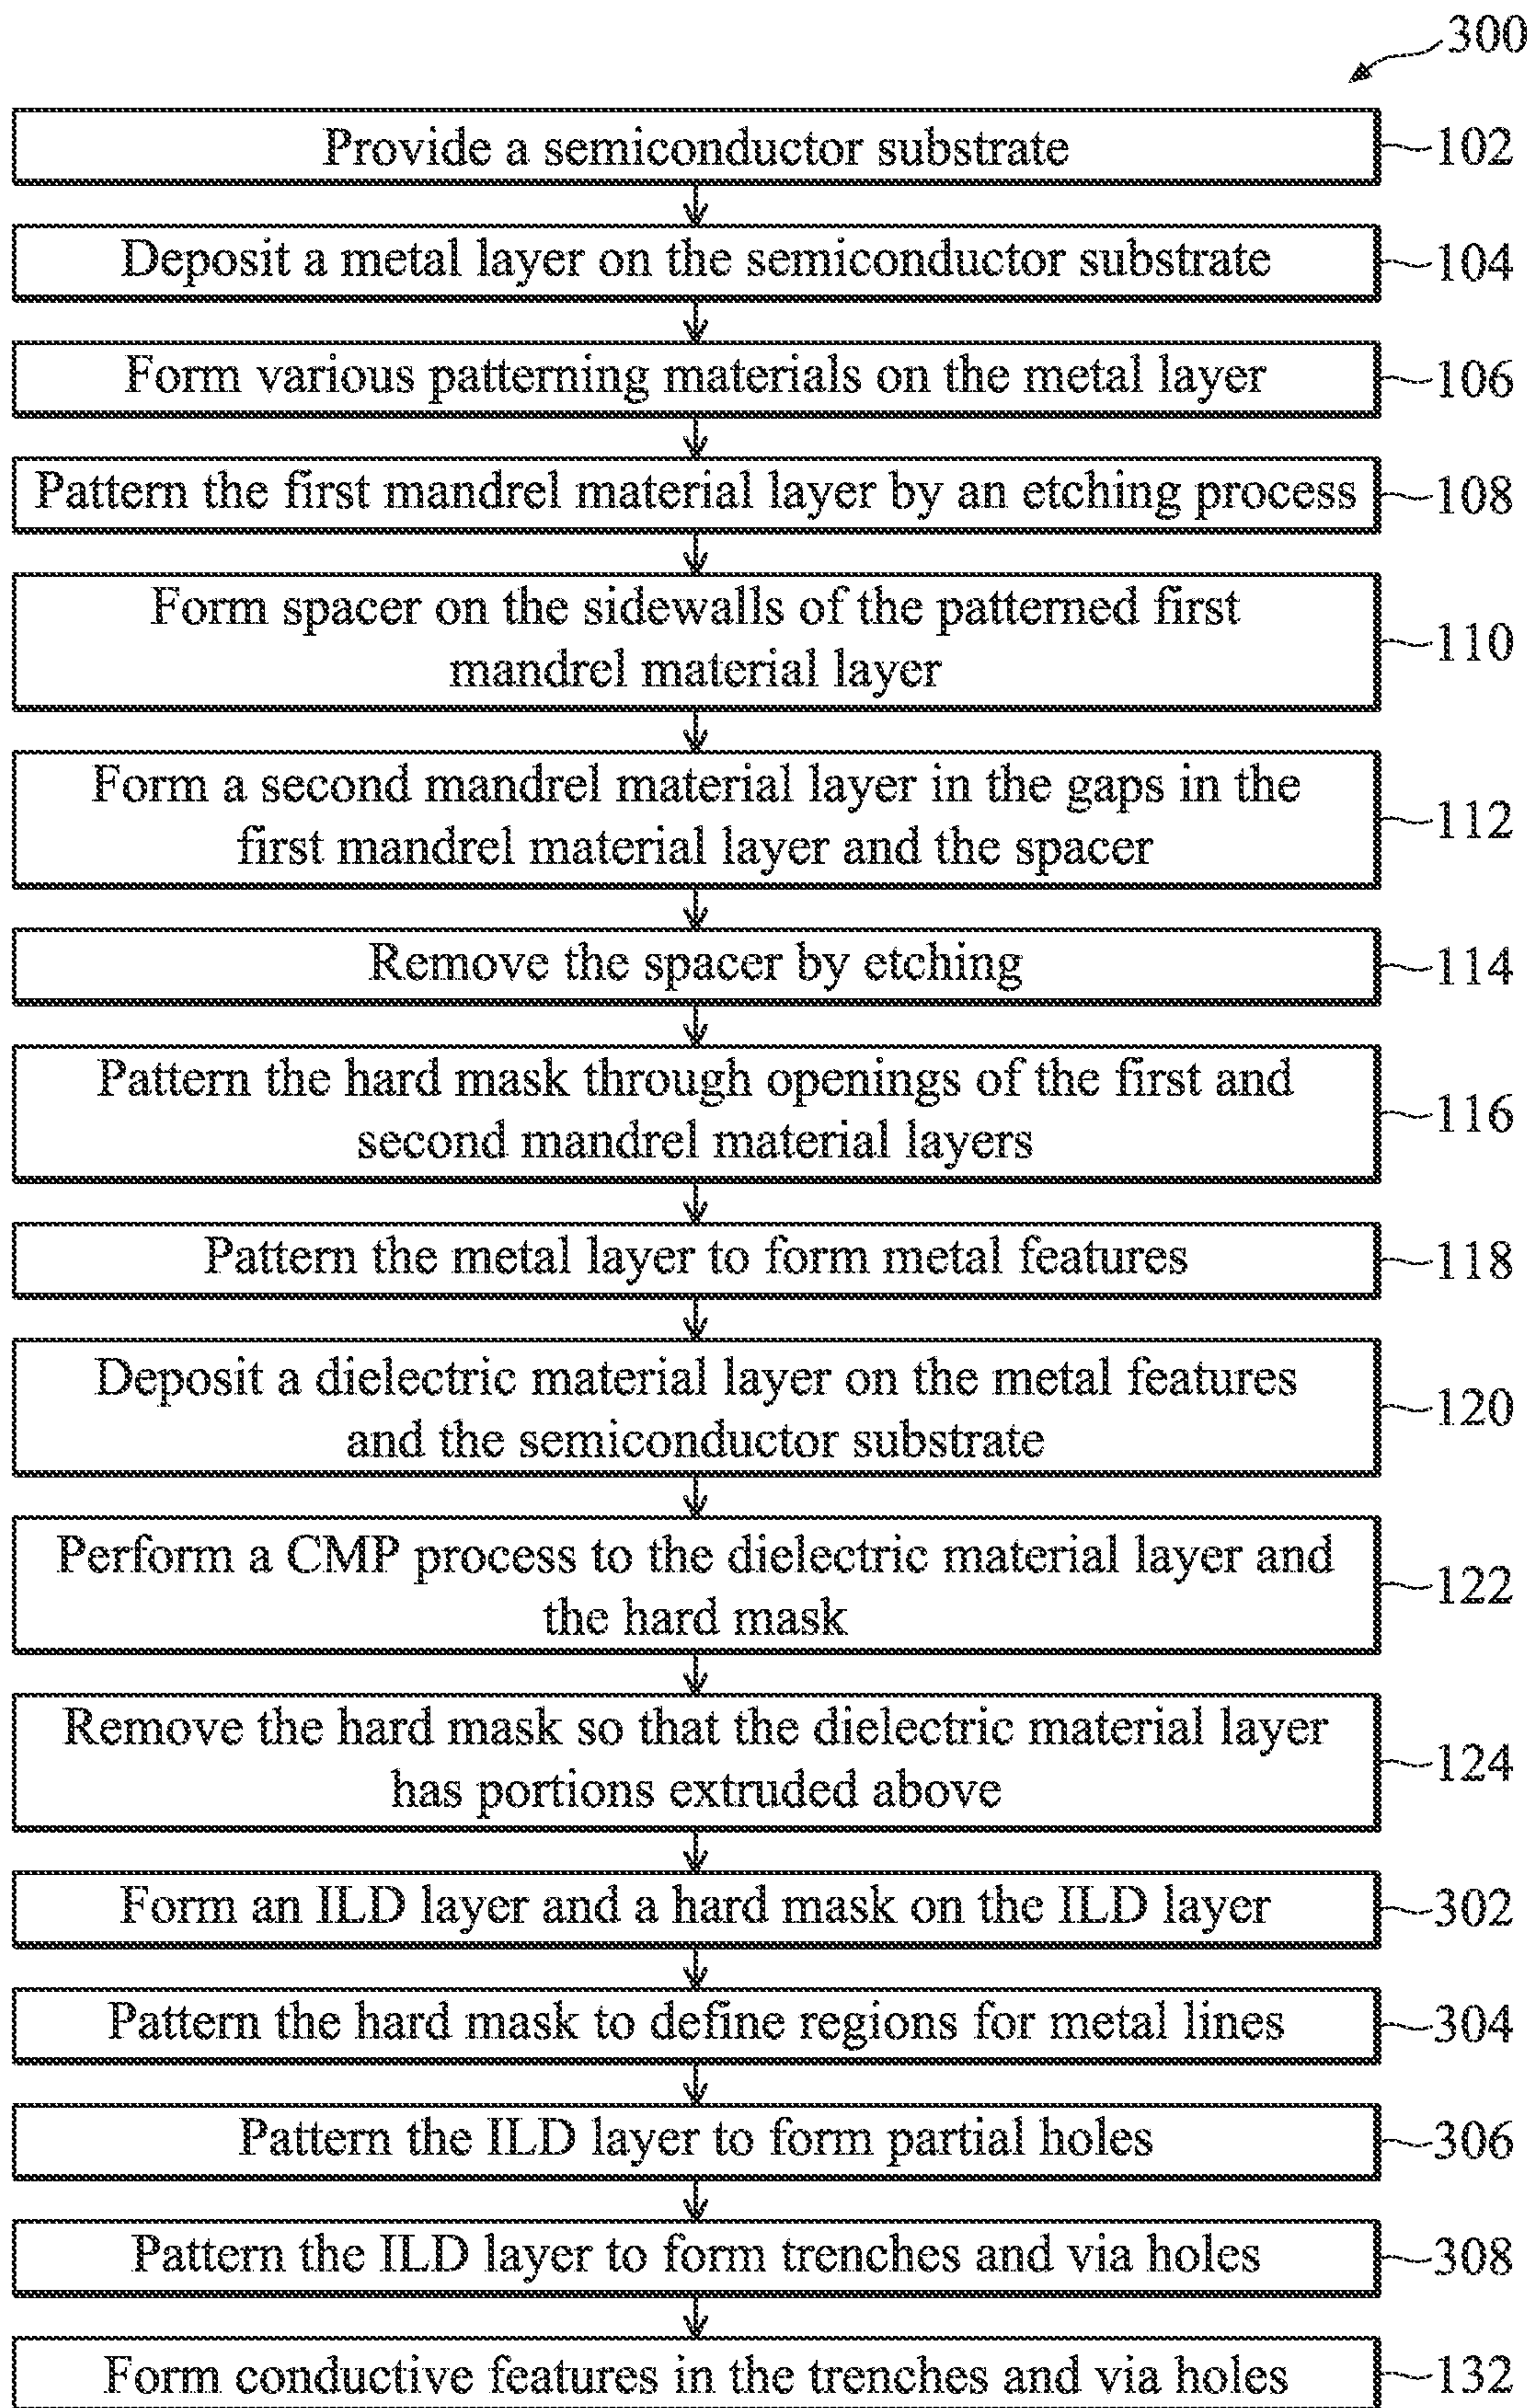 300
Provide a semiconductor substrate
102
Deposit a metal layer on the semiconductor substrate
104
Form various patterning materials on the metal layer
106
Pattern the first mandrel material layer by an etching process
108
Form spacer on the sidewalls of the patterned first
mandrel material layer
110
Form a second mandrel material layer in the gaps in the
first mandrel material layer and the spacer
112
Remove the spacer by etching
114
Pattern the hard mask through openings of the first and
second mandrel material layers
116
Pattern the metal layer to form metal features
118
Deposit a dielectric material layer on the metal features
and the semiconductor substrate
120
Perform a CMP process to the dielectric material layer and
the hard mask
122
Remove the hard mask so that the dielectric material layer
has portions extruded above
124
Form an ILD layer and a hard mask on the ILD layer
302
Pattern the hard mask to define regions for metal lines
304
Pattern the ILD layer to form partial holes
306
Pattern the ILD layer to form trenches and via holes
308
Form conductive features in the trenches and via holes
132